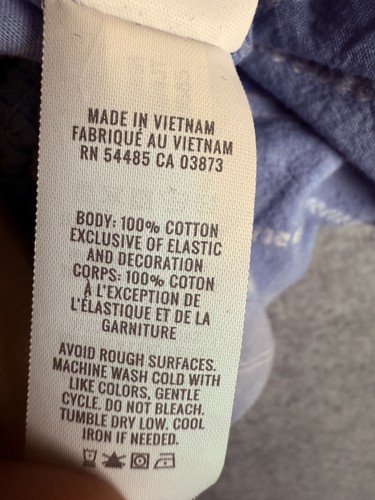 MADE IN VIETNAM
FABRIQUÉ AU VIETNAM
RN 54485 CA 03873
BODY: 100% COTTON
EXCLUSIVE OF ELASTIC
AND DECORATION
CORPS: 100% COTON
À L'EXCEPTION DE
L'ÉLASTIQUE ET DE LA
GARNITURE
AVOID ROUGH SURFACES.
MACHINE WASH COLD WITH
LIKE COLORS, GENTLE
CYCLE. DO NOT BLEACH.
TUMBLE DRY LOW. COOL
IRON IF NEEDED.